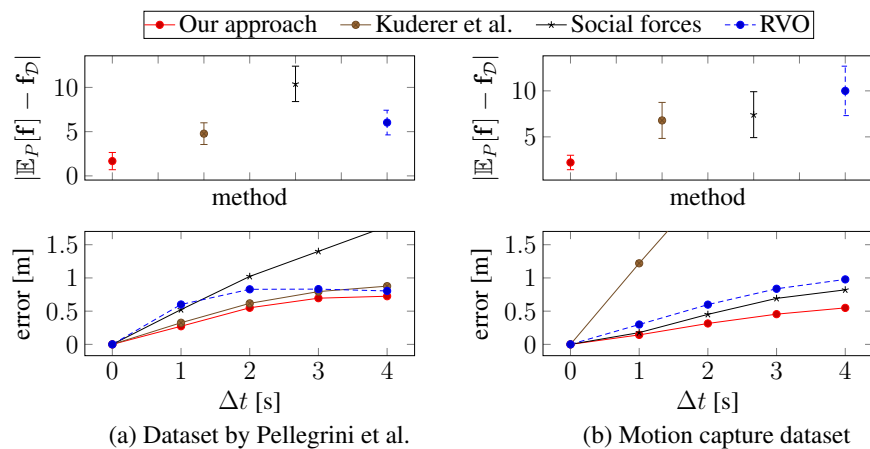 Our approach Kuderer et al. Social forces RVO
|𝔼_P[f] − f_𝒟|
10
5
0
method
|𝔼_P[f] − f_𝒟|
10
5
method
error [m]
1.5
1
0.5
0
0 1 2 3 4
Δt [s]
(a) Dataset by Pellegrini et al.
error [m]
1.5
1
0.5
0
0 1 2 3 4
Δt [s]
(b) Motion capture dataset